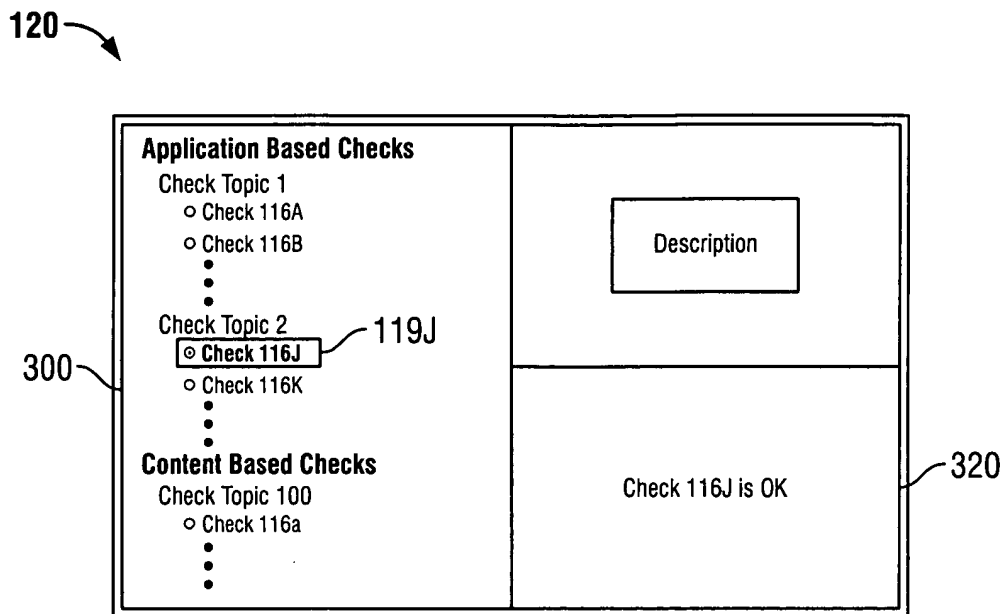 120
Application Based Checks
Check Topic 1
Check 116A
Check 116B
Check Topic 2
Check 116J
Check 116K
Content Based Checks
Check Topic 100
Check 116a
Description
Check 116J is OK
119J
300
320